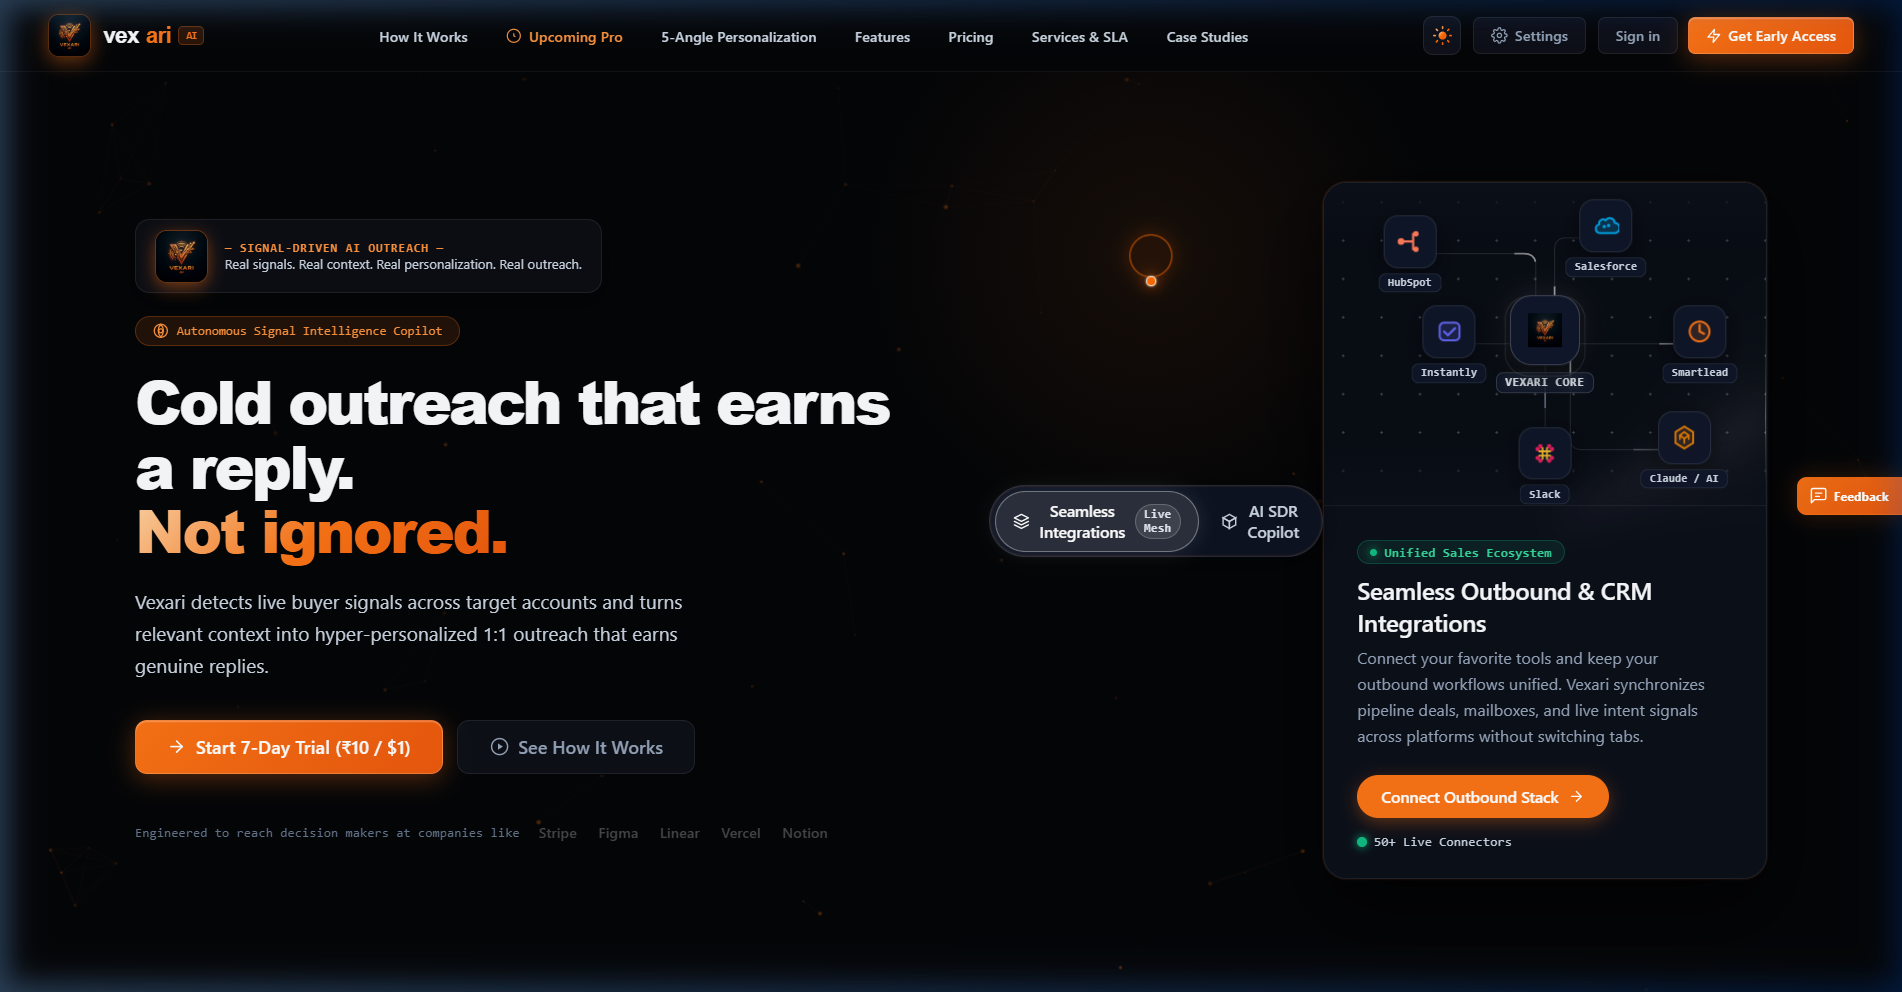 vex ari AI
How It Works
Upcoming Pro
5-Angle Personalization
Features
Pricing
Services & SLA
Case Studies
Settings
Sign in
Get Early Access
VEXARI
— SIGNAL-DRIVEN AI OUTREACH —
Real signals. Real context. Real personalization. Real outreach.
Autonomous Signal Intelligence Copilot
Cold outreach that earns
a reply.
Not ignored.
Vexari detects live buyer signals across target accounts and turns
relevant context into hyper-personalized 1:1 outreach that earns
genuine replies.
Start 7-Day Trial (₹10 / $1)
See How It Works
Engineered to reach decision makers at companies like
Stripe
Figma
Linear
Vercel
Notion
Seamless
Integrations
Live
Mesh
AI SDR
Copilot
HubSpot
Salesforce
Instantly
VEXARI CORE
Smartlead
Slack
Claude / AI
Unified Sales Ecosystem
Seamless Outbound & CRM
Integrations
Connect your favorite tools and keep your
outbound workflows unified. Vexari synchronizes
pipeline deals, mailboxes, and live intent signals
across platforms without switching tabs.
Connect Outbound Stack
50+ Live Connectors
Feedback